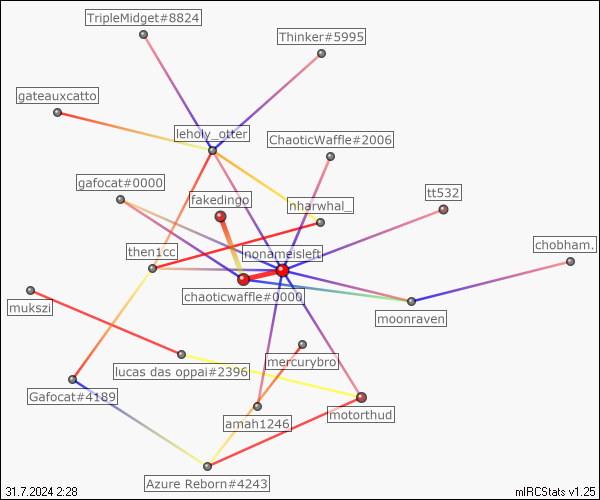 TripleMidget#8824
Thinker#5995
gateauxcatto
leholy_otter
ChaoticWaffle#2006
gafocat#0000
tt532
fakedingo
nharwhal_
chobham.
then1cc
nonameisleft
chaoticwaffle#0000
mukszi
moonraven
mercurybro
lucas das oppai#2396
Gafocat#4189
motorthud
amah1246
Azure Reborn#4243
31.7.2024 2:28
mIRCStats v1.25